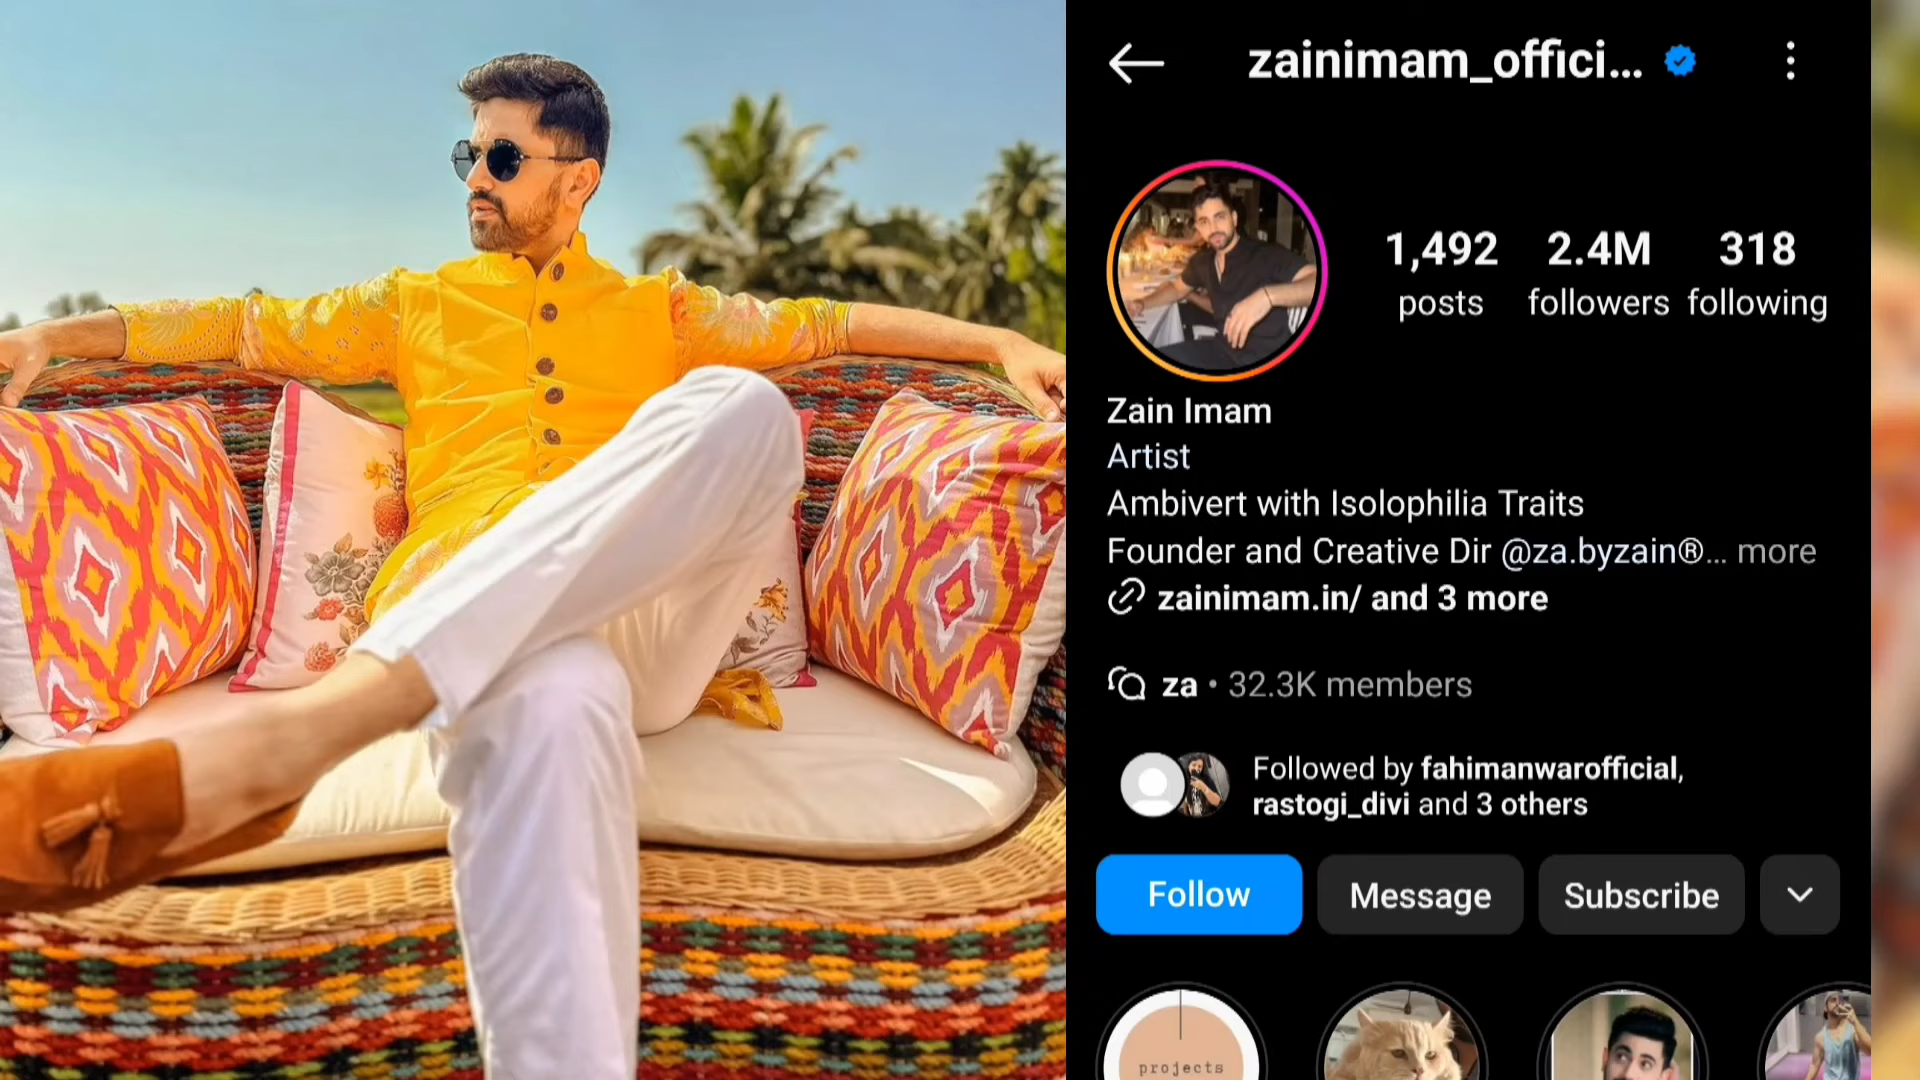 zainimam_offici...
1,492 2.4M 318
posts followers following
Zain Imam
Artist
Ambivert with Isolophilia Traits
Founder and Creative Dir @za.byzain®... more
zainimam.in/ and 3 more
za • 32.3K members
Followed by fahimanwarofficial,
rastogi_divi and 3 others
Follow Message Subscribe
projects